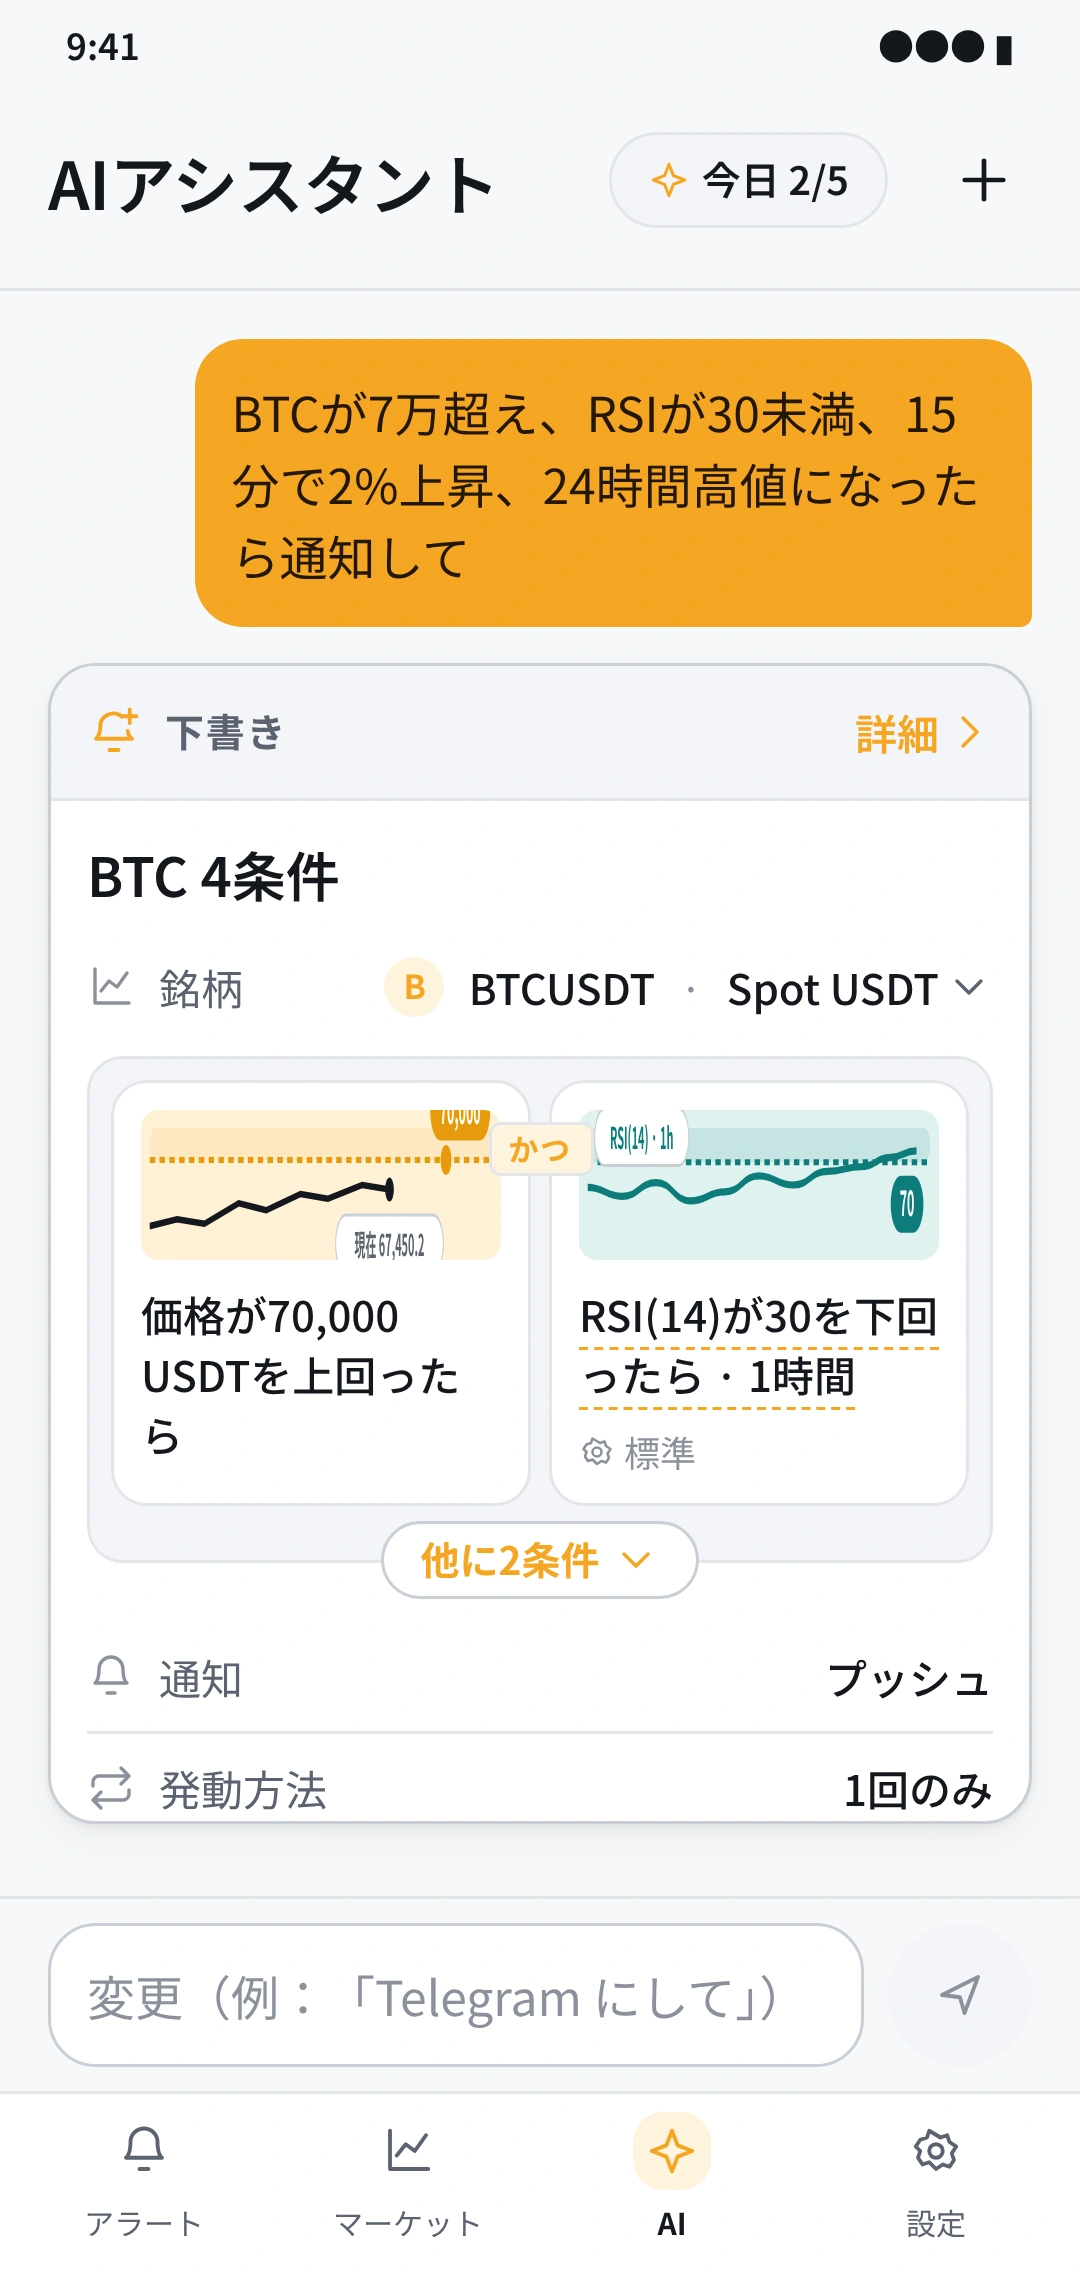 9:41
AIアシスタント
今日 2/5
BTCが7万超え、RSIが30未満、15
分で2%上昇、24時間高値になった
ら通知して
下書き
詳細
BTC 4条件
銘柄
B
BTCUSDT · Spot USDT
70,000
現在 67,450.2
かつ
RSI(14) · 1h
70
価格が70,000
USDTを上回った
ら
RSI(14)が30を下回
ったら · 1時間
標準
他に2条件
通知
プッシュ
発動方法
1回のみ
変更（例：「Telegram にして」）
アラート
マーケット
AI
設定